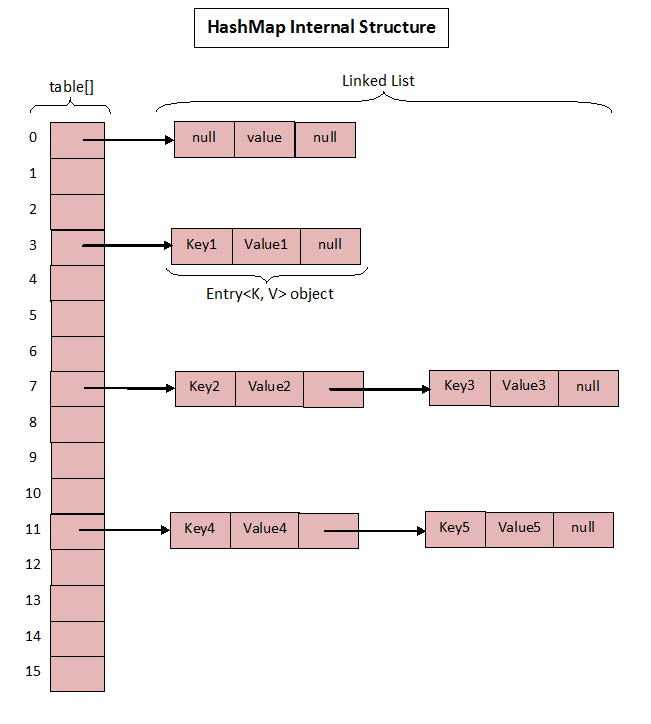 HashMap Internal Structure
table[]
Linked List
0 null value null
1
2
3 Key1 Value1 null
4
Entry<K, V> object
5
6
7 Key2 Value2 Key3 Value3 null
8
9
10
11 Key4 Value4 Key5 Value5 null
12
13
14
15